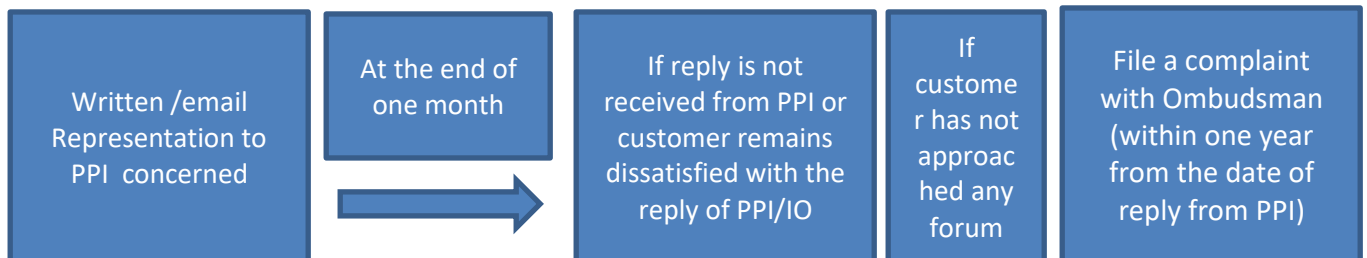 Written /email
Representation to
PPI concerned
At the end of
one month
If reply is not
received from PPI or
customer remains
dissatisfied with the
reply of PPI/IO
If
custome
r has not
approac
hed any
forum
File a complaint
with Ombudsman
(within one year
from the date of
reply from PPI)